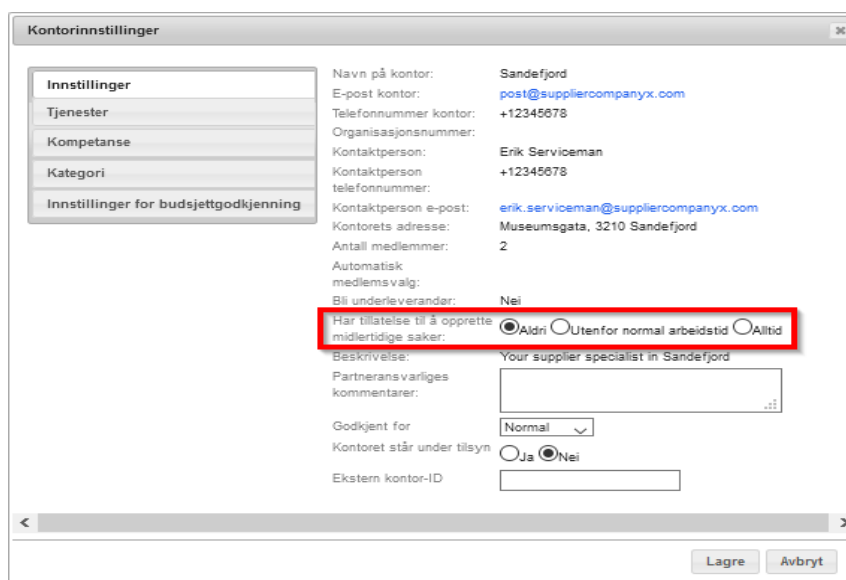 Kontorinnstillinger
Innstillinger
Tjenester
Kompetanse
Kategori
Innstillinger for budsjettgodkjenning
Navn på kontor: Sandefjord
E-post kontor: post@suppliercompanyx.com
Telefonnummer kontor: +12345678
Organisasjonsnummer:
Kontaktperson: Erik Serviceman
Kontaktperson +12345678
telefonnummer:
Kontaktperson e-post: erik.serviceman@suppliercompanyx.com
Kontorets adresse: Museumsgata, 3210 Sandefjord
Antall medlemmer: 2
Automatisk
medlemsvalg:
Bli underleverandør: Nei
Har tillatelse til å opprette Aldri Utenfor normal arbeidstid Alltid
midlertidige saker:
Beskrivelse: Your supplier specialist in Sandefjord
Partneransvarliges
kommentarer:
Godkjent for Normal
Kontoret står under tilsyn Ja Nei
Ekstern kontor-ID
Lagre Avbryt